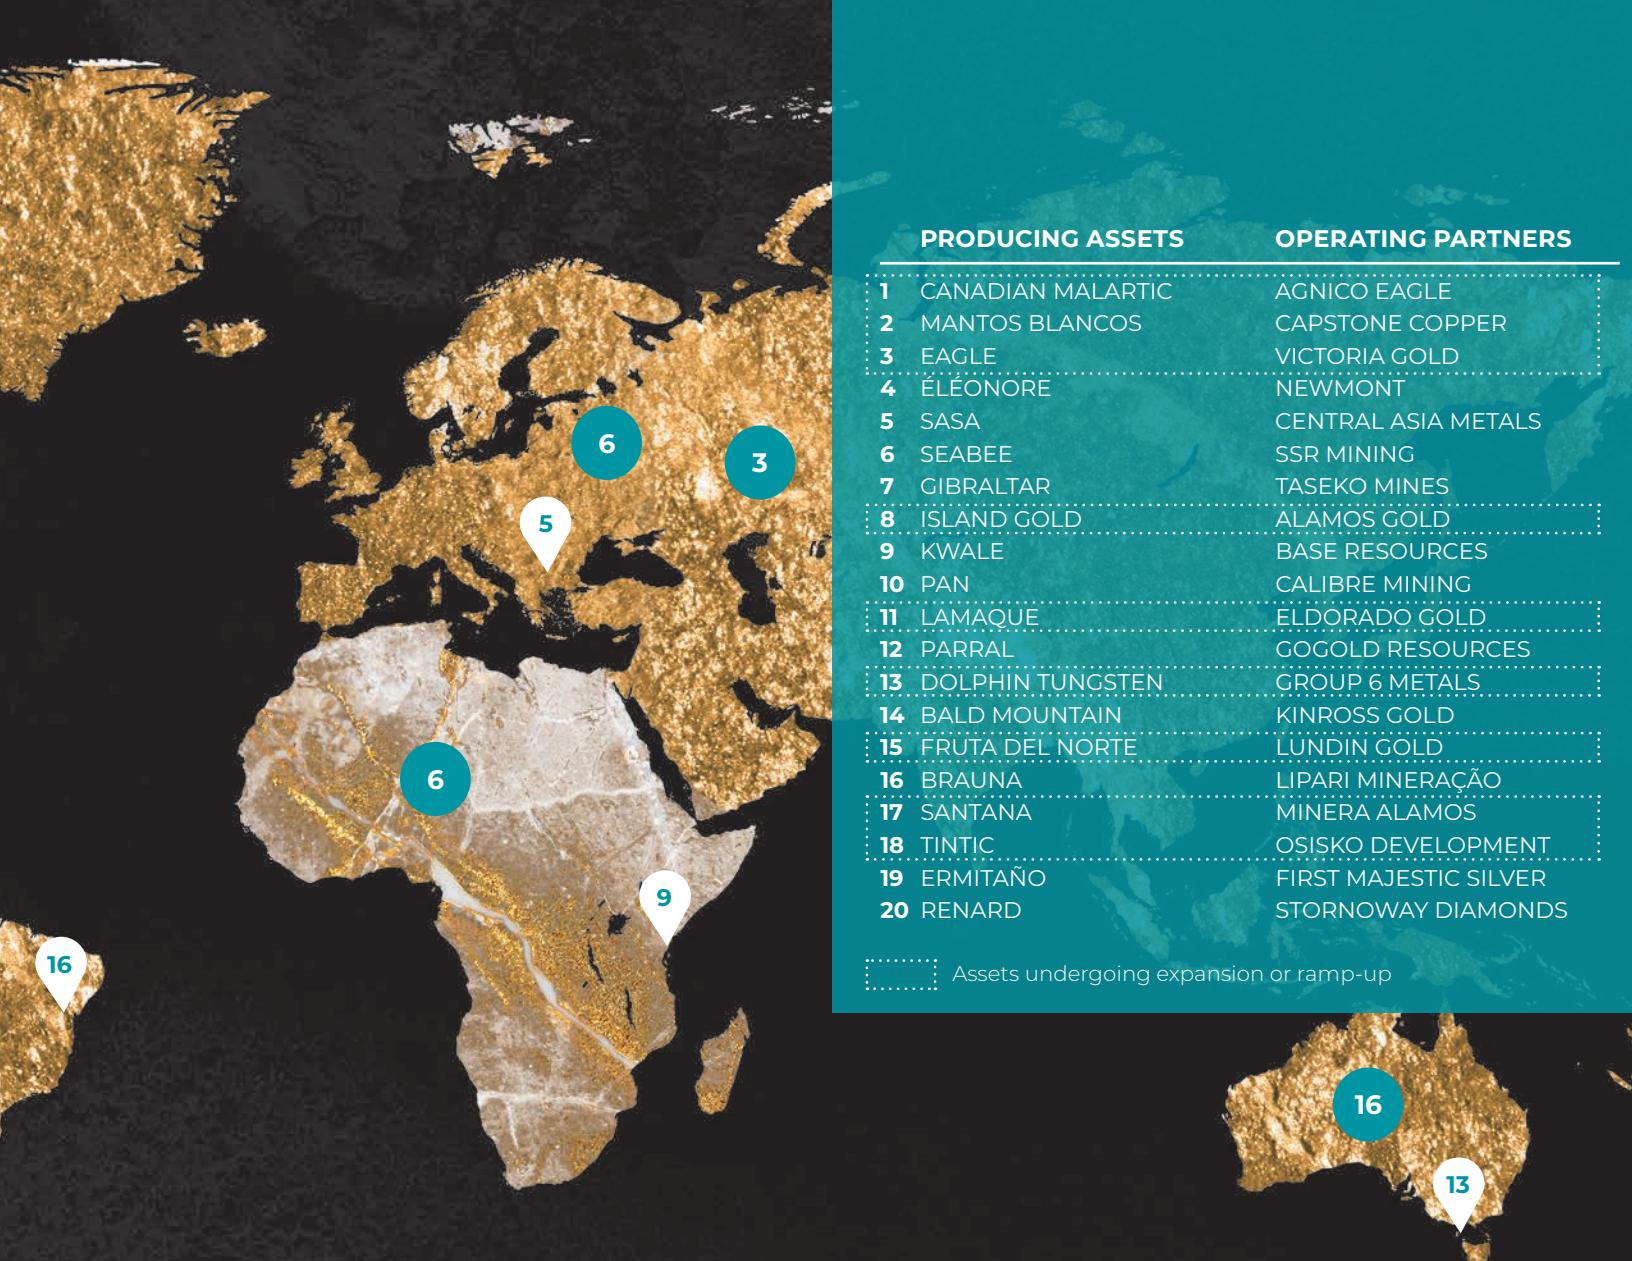 PRODUCING ASSETS OPERATING PARTNERS
1 CANADIAN MALARTIC AGNICO EAGLE
2 MANTOS BLANCOS CAPSTONE COPPER
3 EAGLE VICTORIA GOLD
4 ÉLÉONORE NEWMONT
5 SASA CENTRAL ASIA METALS
6 SEABEE SSR MINING
7 GIBRALTAR TASEKO MINES
8 ISLAND GOLD ALAMOS GOLD
9 KWALE BASE RESOURCES
10 PAN CALIBRE MINING
11 LAMAQUE ELDORADO GOLD
12 PARRAL GOGOLD RESOURCES
13 DOLPHIN TUNGSTEN GROUP 6 METALS
14 BALD MOUNTAIN KINROSS GOLD
15 FRUTA DEL NORTE LUNDIN GOLD
16 BRAUNA LIPARI MINERAÇÃO
17 SANTANA MINERA ALAMOS
18 TINTIC OSISKO DEVELOPMENT
19 ERMITAÑO FIRST MAJESTIC SILVER
20 RENARD STORNOWAY DIAMONDS
Assets undergoing expansion or ramp-up
6
3
5
6
9
16
16
13